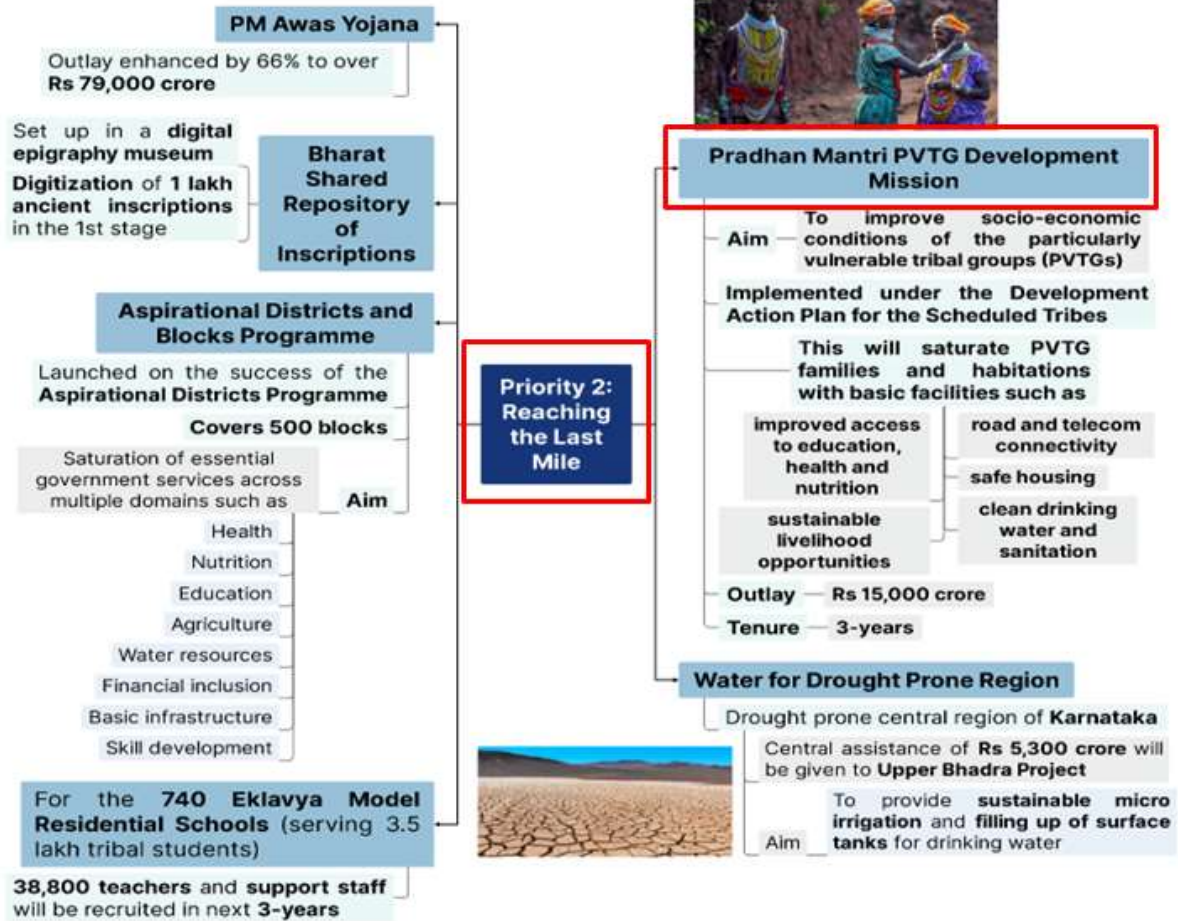 PM Awas Yojana
Outlay enhanced by 66% to over
Rs 79,000 crore
Set up in a digital
epigraphy museum
Digitization of 1 lakh
ancient inscriptions
in the 1st stage
Bharat
Shared
Repository
of
Inscriptions
Aspirational Districts and
Blocks Programme
Launched on the success of the
Aspirational Districts Programme
Covers 500 blocks
Saturation of essential
government services across
multiple domains such as
Aim
Health
Nutrition
Education
Agriculture
Water resources
Financial inclusion
Basic infrastructure
Skill development
For the 740 Eklavya Model
Residential Schools (serving 3.5
lakh tribal students)
38,800 teachers and support staff
will be recruited in next 3-years
Priority 2:
Reaching
the Last
Mile
Pradhan Mantri PVTG Development
Mission
Aim
To improve socio-economic
conditions of the particularly
vulnerable tribal groups (PVTGs)
Implemented under the Development
Action Plan for the Scheduled Tribes
This will saturate PVTG
families and habitations
with basic facilities such as
improved access
to education,
health and
nutrition
road and telecom
connectivity
safe housing
sustainable
livelihood
opportunities
clean drinking
water and
sanitation
Outlay
Rs 15,000 crore
Tenure
3-years
Water for Drought Prone Region
Drought prone central region of Karnataka
Central assistance of Rs 5,300 crore will
be given to Upper Bhadra Project
Aim
To provide sustainable micro
irrigation and filling up of surface
tanks for drinking water